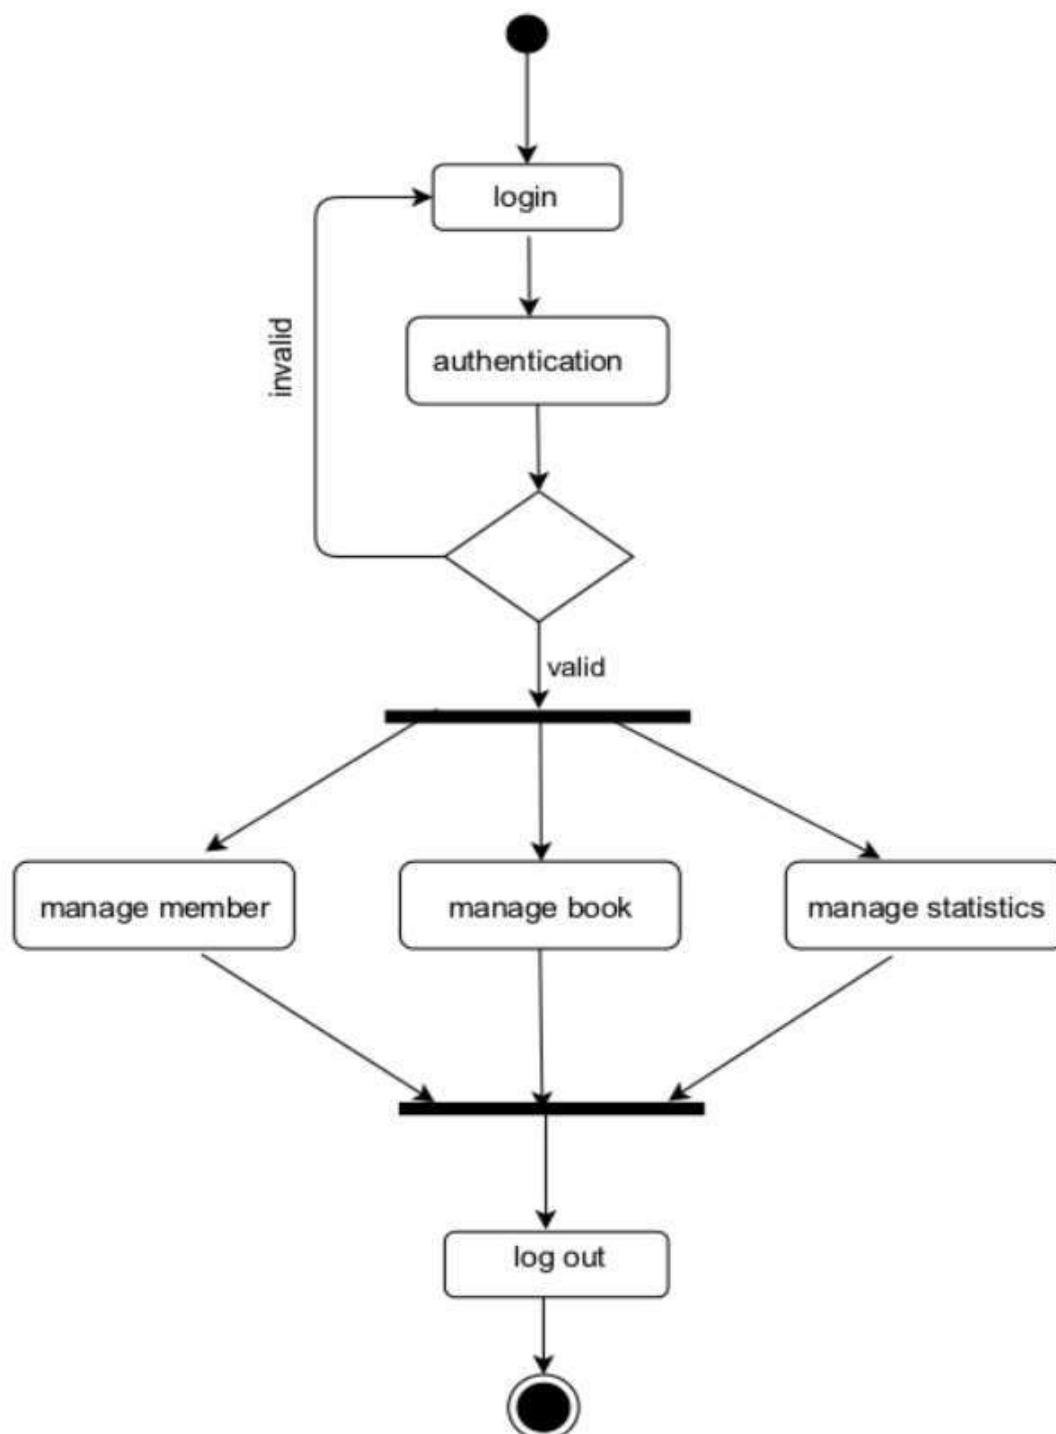 login
invalid
authentication
valid
manage member
manage book
manage statistics
log out